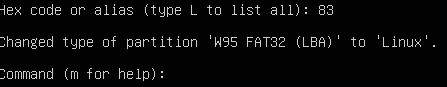 Hex code or alias (type L to list all): 83
Changed type of partition 'W95 FAT32 (LBA)' to 'Linux'.
Command (m for help):